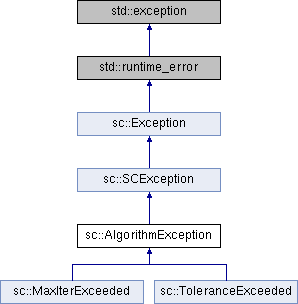 std::exception
std::runtime_error
sc::Exception
sc::SCException
sc::AlgorithmException
sc::MaxIterExceeded
sc::ToleranceExceeded